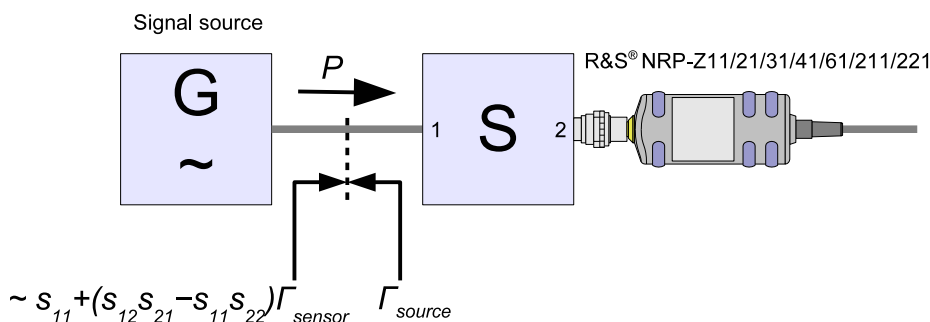 Signal source
R&S® NRP-Z11/21/31/41/61/211/221
P
G
~
1
S
2
~ s11+(s12s21−s11s22)Γsensor
Γsource